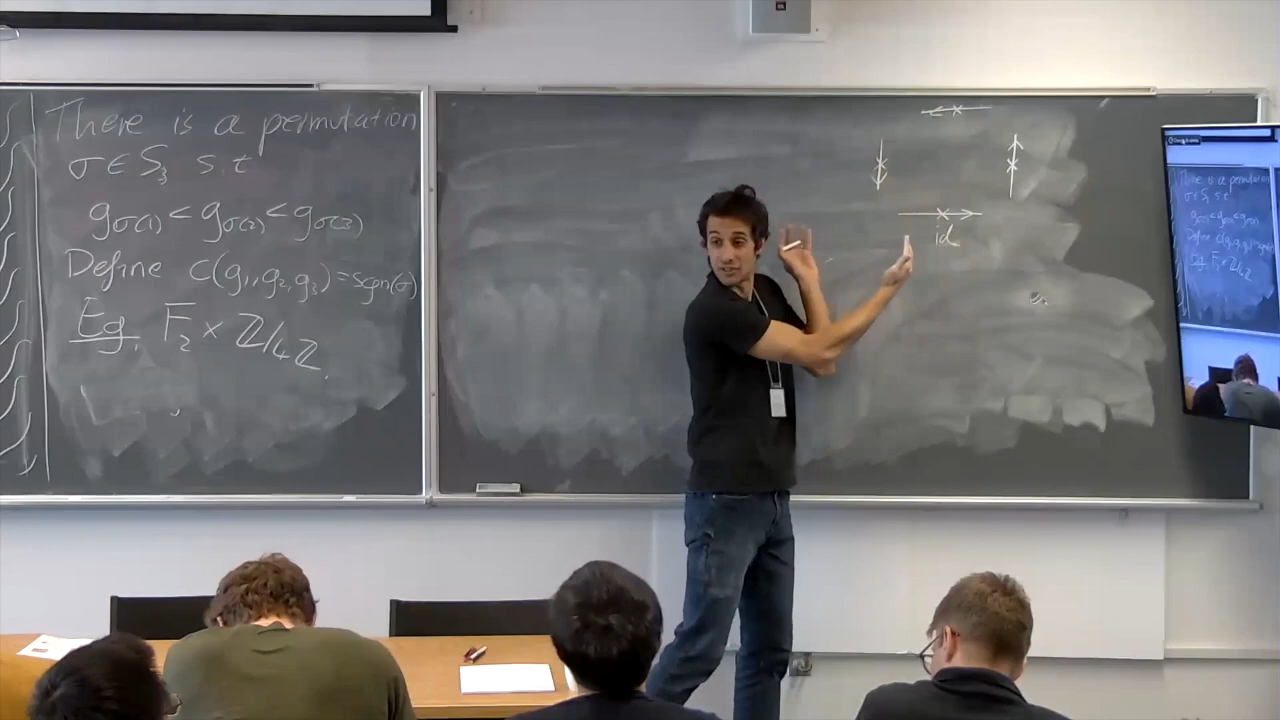 There is a permutation
σ ∈ S₃ s.t
g_σ(1) < g_σ(2) < g_σ(3)
Define c(g₁,g₂,g₃)=sgn(σ)
Eg. F₂ × ℤ/4ℤ.
id